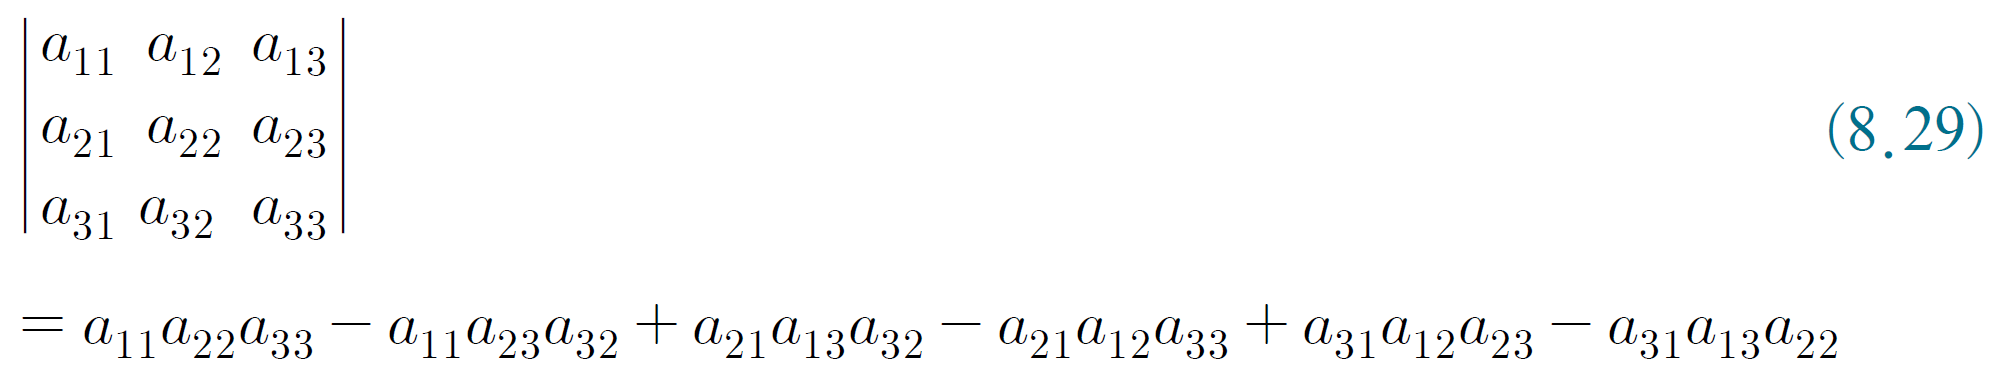 | a₁₁ a₁₂ a₁₃ |
| a₂₁ a₂₂ a₂₃ | (8.29)
| a₃₁ a₃₂ a₃₃ |
= a₁₁a₂₂a₃₃ − a₁₁a₂₃a₃₂ + a₂₁a₁₃a₃₂ − a₂₁a₁₂a₃₃ + a₃₁a₁₂a₂₃ − a₃₁a₁₃a₂₂